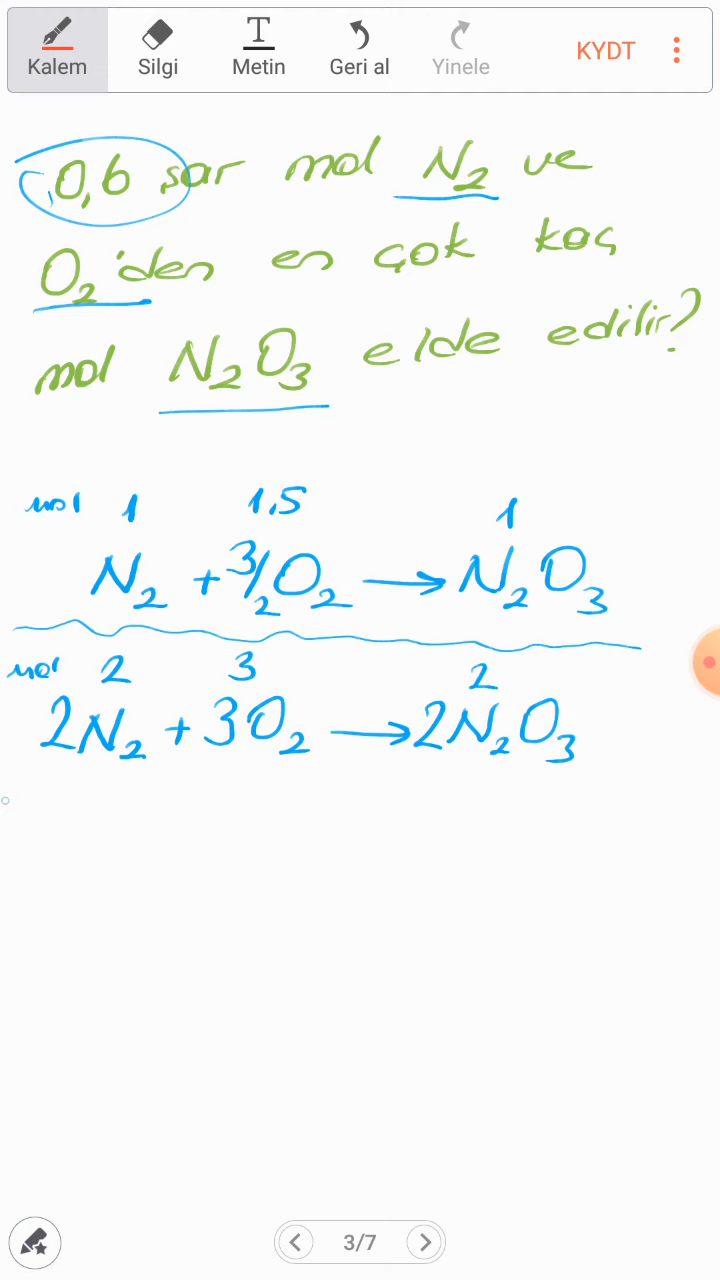 Kalem Silgi Metin Geri al Yinele KYDT
0,6 şar mol N₂ ve
O₂'den en çok kaç
mol N₂O₃ elde edilir?
mol 1 1,5 1
N₂ + 3/2O₂ → N₂O₃
mol 2 3 2
2N₂ + 3O₂ → 2N₂O₃
3/7